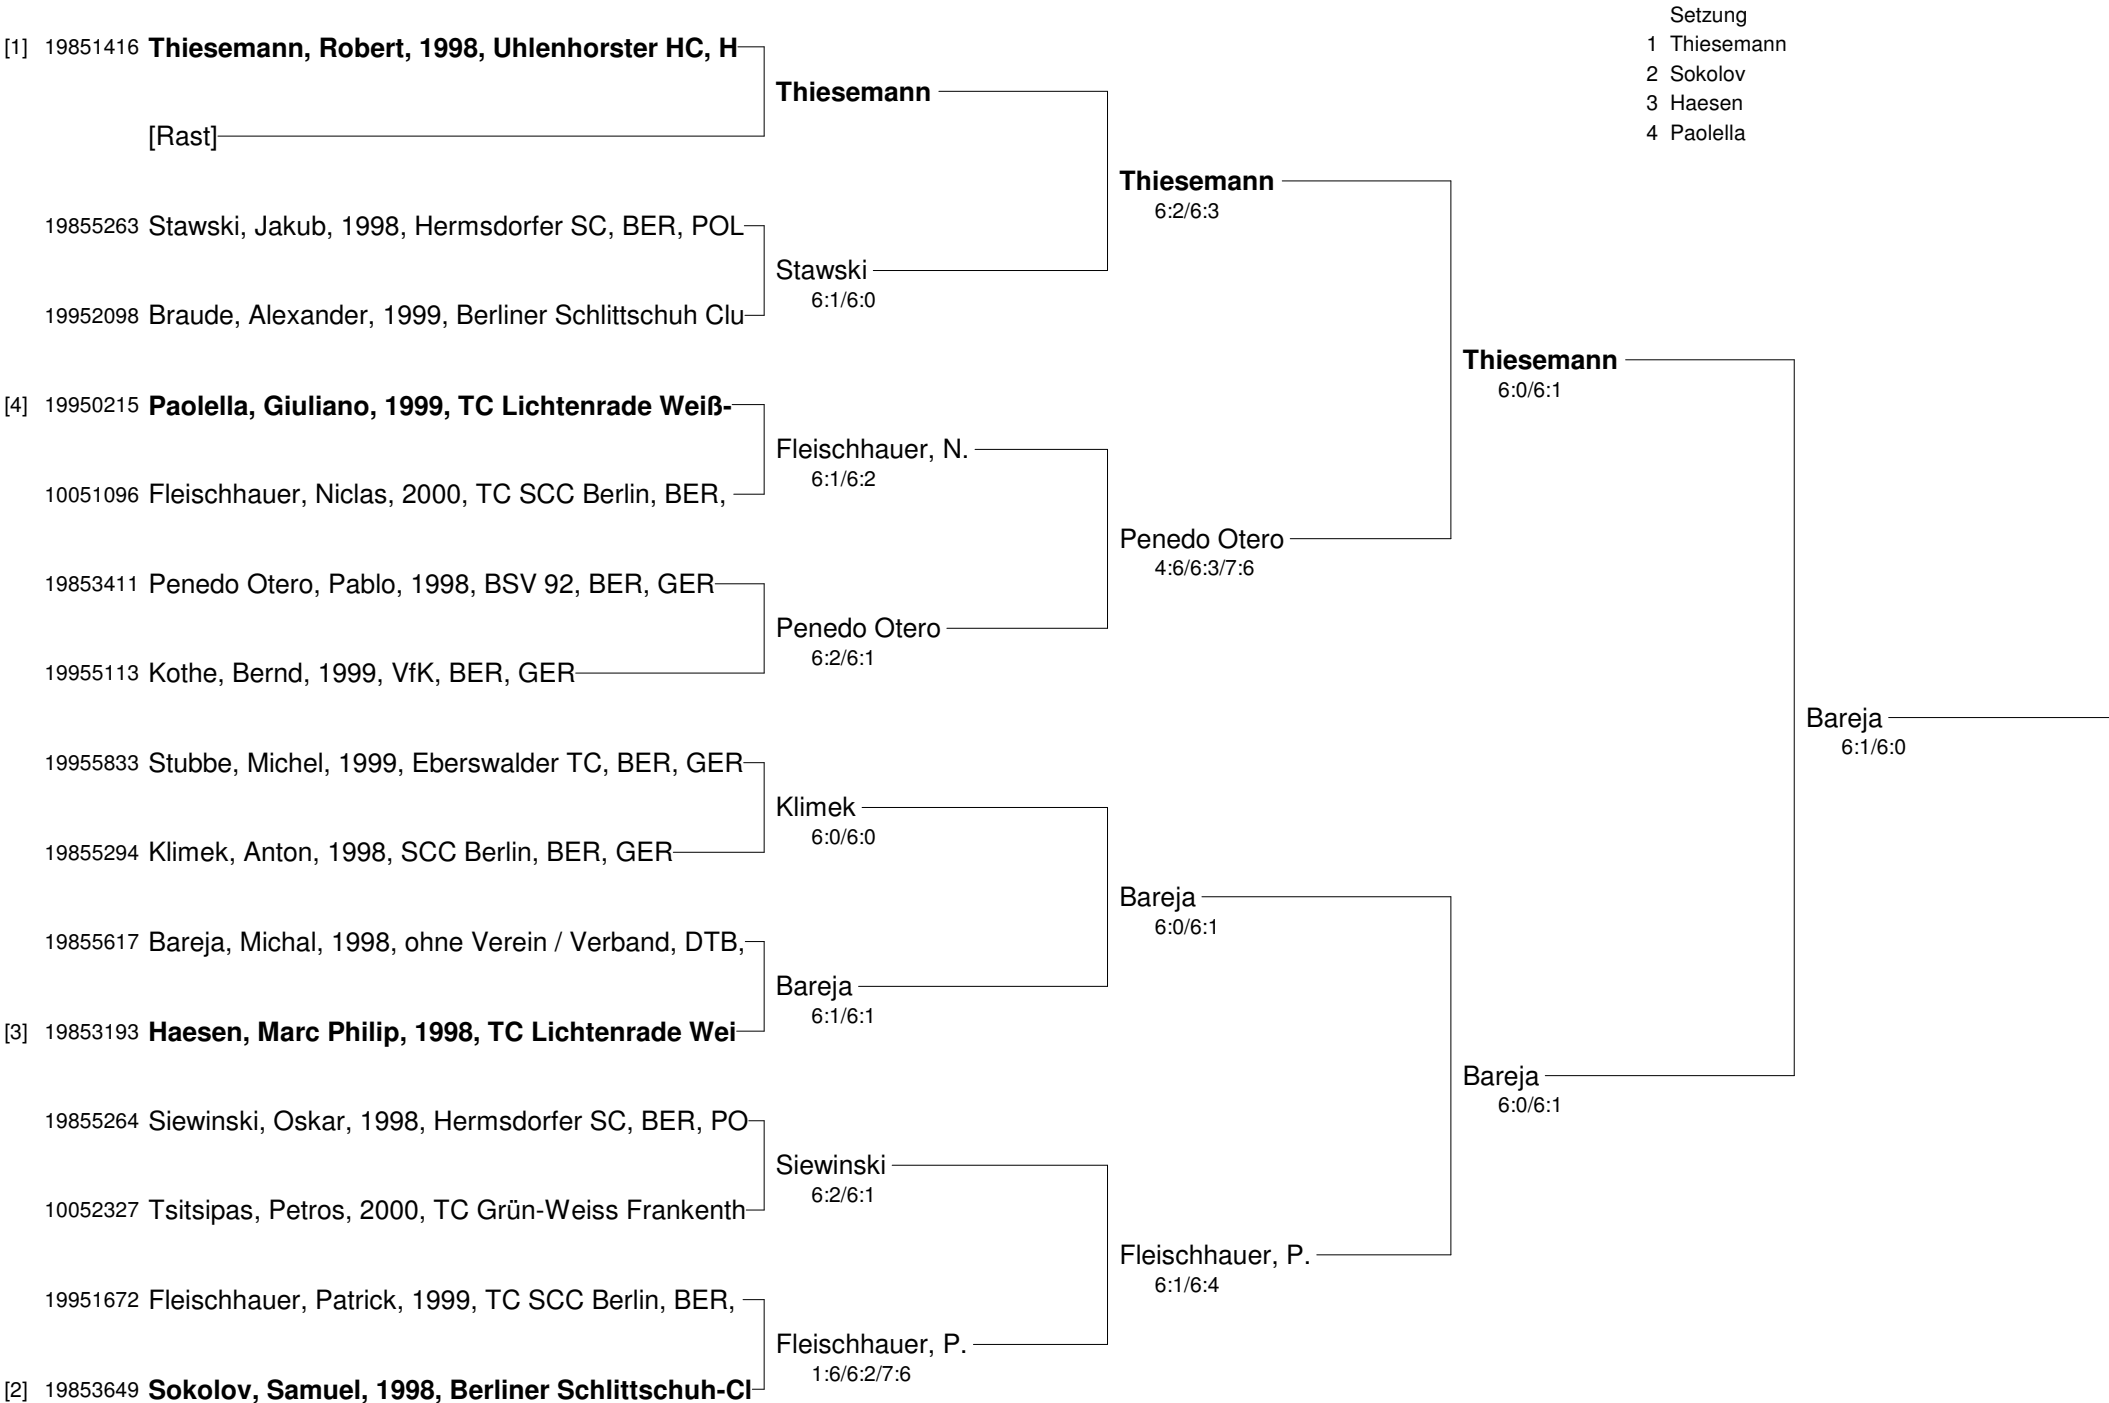 Setzung
1 Thiesemann
2 Sokolov
3 Haesen
4 Paolella
[1] 19851416 Thiesemann, Robert, 1998, Uhlenhorster HC, H
Thiesemann
[Rast]
Thiesemann
6:2/6:3
19855263 Stawski, Jakub, 1998, Hermsdorfer SC, BER, POL
Stawski
6:1/6:0
19952098 Braude, Alexander, 1999, Berliner Schlittschuh Clu
Thiesemann
6:0/6:1
[4] 19950215 Paolella, Giuliano, 1999, TC Lichtenrade Weiß-
Fleischhauer, N.
6:1/6:2
10051096 Fleischhauer, Niclas, 2000, TC SCC Berlin, BER,
Penedo Otero
4:6/6:3/7:6
19853411 Penedo Otero, Pablo, 1998, BSV 92, BER, GER
Penedo Otero
6:2/6:1
19955113 Kothe, Bernd, 1999, VfK, BER, GER
Bareja
6:1/6:0
19955833 Stubbe, Michel, 1999, Eberswalder TC, BER, GER
Klimek
6:0/6:0
19855294 Klimek, Anton, 1998, SCC Berlin, BER, GER
Bareja
6:0/6:1
19855617 Bareja, Michal, 1998, ohne Verein / Verband, DTB,
Bareja
6:1/6:1
[3] 19853193 Haesen, Marc Philip, 1998, TC Lichtenrade Wei
Bareja
6:0/6:1
19855264 Siewinski, Oskar, 1998, Hermsdorfer SC, BER, PO
Siewinski
6:2/6:1
10052327 Tsitsipas, Petros, 2000, TC Grün-Weiss Frankenth
Fleischhauer, P.
6:1/6:4
19951672 Fleischhauer, Patrick, 1999, TC SCC Berlin, BER,
Fleischhauer, P.
1:6/6:2/7:6
[2] 19853649 Sokolov, Samuel, 1998, Berliner Schlittschuh-Cl